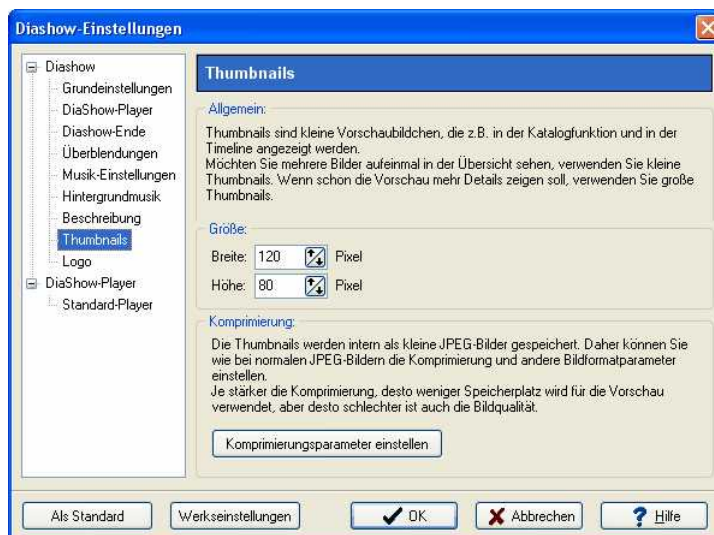 Diashow-Einstellungen
Diashow
Grundeinstellungen
DiaShow-Player
Diashow-Ende
Überblendungen
Musik-Einstellungen
Hintergrundmusik
Beschreibung
Thumbnails
Logo
DiaShow-Player
Standard-Player
Thumbnails
Allgemein:
Thumbnails sind kleine Vorschaubildchen, die z.B. in der Katalogfunktion und in der
Timeline angezeigt werden.
Möchten Sie mehrere Bilder aufeinmal in der Übersicht sehen, verwenden Sie kleine
Thumbnails. Wenn schon die Vorschau mehr Details zeigen soll, verwenden Sie große
Thumbnails.
Größe:
Breite: 120 Pixel
Höhe: 80 Pixel
Komprimierung:
Die Thumbnails werden intern als kleine JPEG-Bilder gespeichert. Daher können Sie
wie bei normalen JPEG-Bildern die Komprimierung und andere Bildformatparameter
einstellen.
Je stärker die Komprimierung, desto weniger Speicherplatz wird für die Vorschau
verwendet, aber desto schlechter ist auch die Bildqualität.
Komprimierungsparameter einstellen
Als Standard Werkseinstellungen OK Abbrechen Hilfe